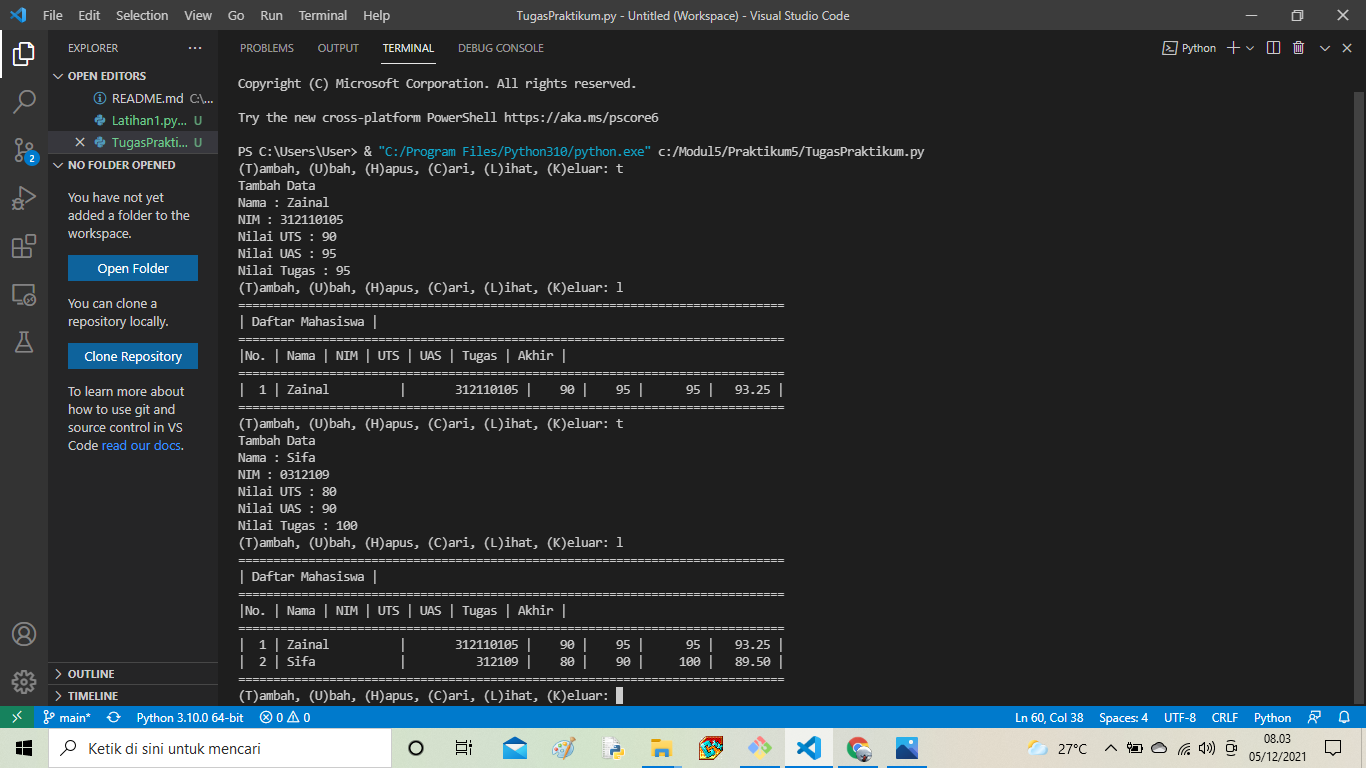 File Edit Selection View Go Run Terminal Help TugasPraktikum.py - Untitled (Workspace) - Visual Studio Code
EXPLORER ···
OPEN EDITORS
README.md C:\...
Latihan1.py... U
TugasPrakti... U
NO FOLDER OPENED
You have not yet
added a folder to the
workspace.
Open Folder
You can clone a
repository locally.
Clone Repository
To learn more about
how to use git and
source control in VS
Code read our docs.
OUTLINE
TIMELINE
2
PROBLEMS OUTPUT TERMINAL DEBUG CONSOLE Python
Copyright (C) Microsoft Corporation. All rights reserved.
Try the new cross-platform PowerShell https://aka.ms/pscore6
PS C:\Users\User> & "C:/Program Files/Python310/python.exe" c:/Modul5/Praktikum5/TugasPraktikum.py
(T)ambah, (U)bah, (H)apus, (C)ari, (L)ihat, (K)eluar: t
Tambah Data
Nama : Zainal
NIM : 312110105
Nilai UTS : 90
Nilai UAS : 95
Nilai Tugas : 95
(T)ambah, (U)bah, (H)apus, (C)ari, (L)ihat, (K)eluar: l
==============================================================================
| Daftar Mahasiswa |
==============================================================================
|No. | Nama | NIM | UTS | UAS | Tugas | Akhir |
==============================================================================
|  1 | Zainal          |       312110105 |    90 |    95 |      95 |   93.25 |
==============================================================================
(T)ambah, (U)bah, (H)apus, (C)ari, (L)ihat, (K)eluar: t
Tambah Data
Nama : Sifa
NIM : 0312109
Nilai UTS : 80
Nilai UAS : 90
Nilai Tugas : 100
(T)ambah, (U)bah, (H)apus, (C)ari, (L)ihat, (K)eluar: l
==============================================================================
| Daftar Mahasiswa |
==============================================================================
|No. | Nama | NIM | UTS | UAS | Tugas | Akhir |
==============================================================================
|  1 | Zainal          |       312110105 |    90 |    95 |      95 |   93.25 |
|  2 | Sifa            |          312109 |    80 |    90 |     100 |   89.50 |
==============================================================================
(T)ambah, (U)bah, (H)apus, (C)ari, (L)ihat, (K)eluar:
main* Python 3.10.0 64-bit 0 0 Ln 60, Col 38 Spaces: 4 UTF-8 CRLF Python
Ketik di sini untuk mencari 27°C 08.03
05/12/2021